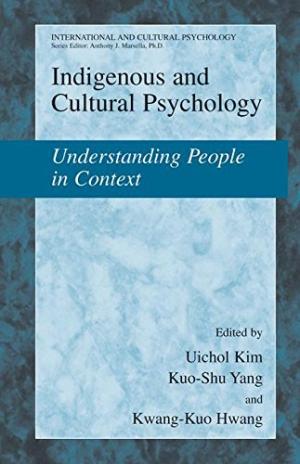 INTERNATIONAL AND CULTURAL PSYCHOLOGY
Series Editor: Anthony J. Marsella, Ph.D.
Indigenous and
Cultural Psychology
Understanding People
in Context
Edited by
Uichol Kim
Kuo-Shu Yang
and
Kwang-Kuo Hwang